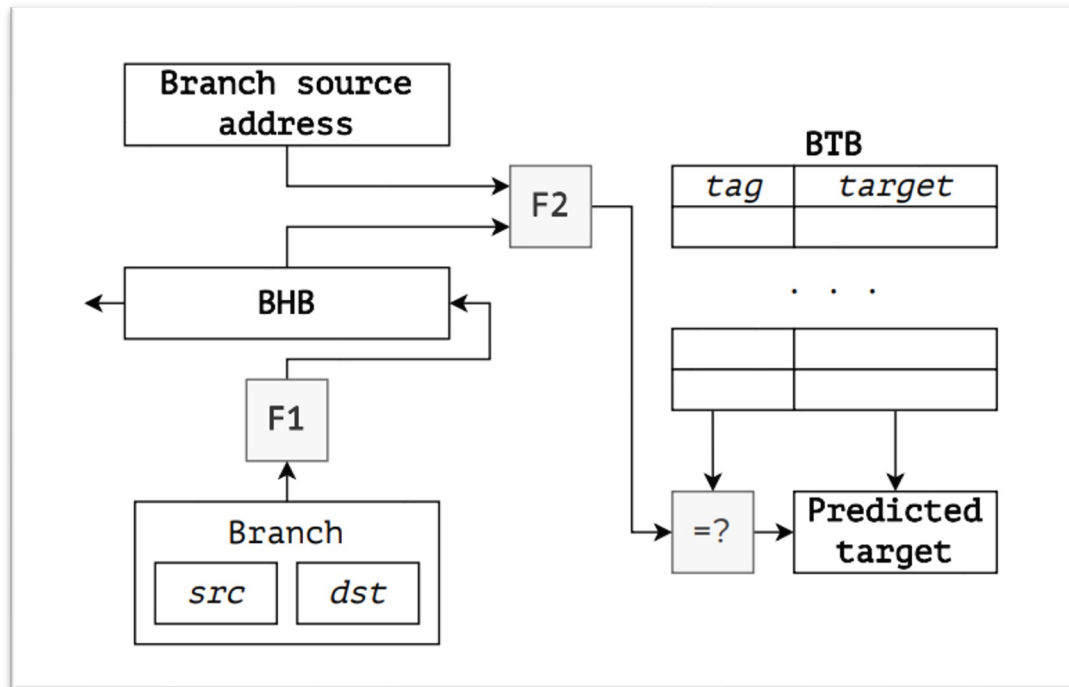 Branch source
address
BTB
tag target
F2
BHB
. . .
F1
Branch
src dst
=?
Predicted
target